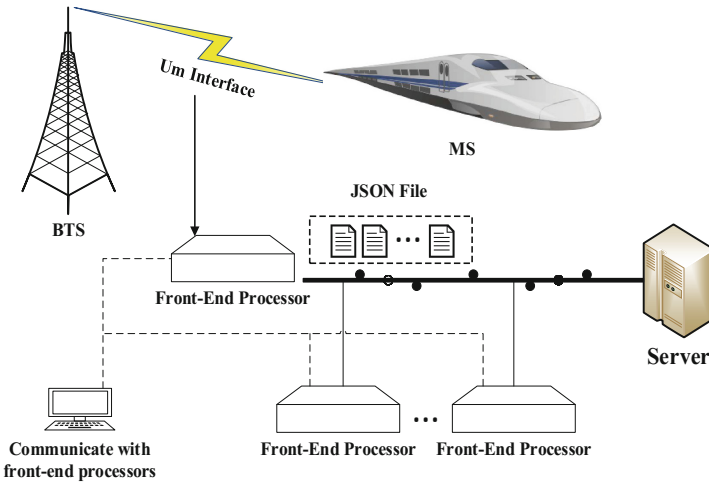 Um Interface
MS
BTS
JSON File
...
Front-End Processor
Server
...
Front-End Processor
Front-End Processor
Communicate with
front-end processors